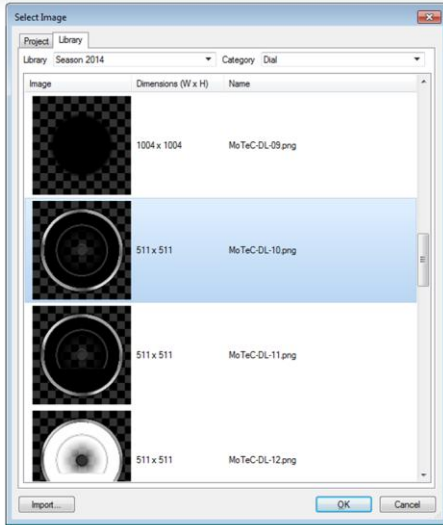 Select Image
Project Library
Library Season 2014 Category Dial
Image Dimensions (W x H) Name
1004 x 1004 MoTeC-DL-09.png
511 x 511 MoTeC-DL-10.png
511 x 511 MoTeC-DL-11.png
511 x 511 MoTeC-DL-12.png
Import... OK Cancel